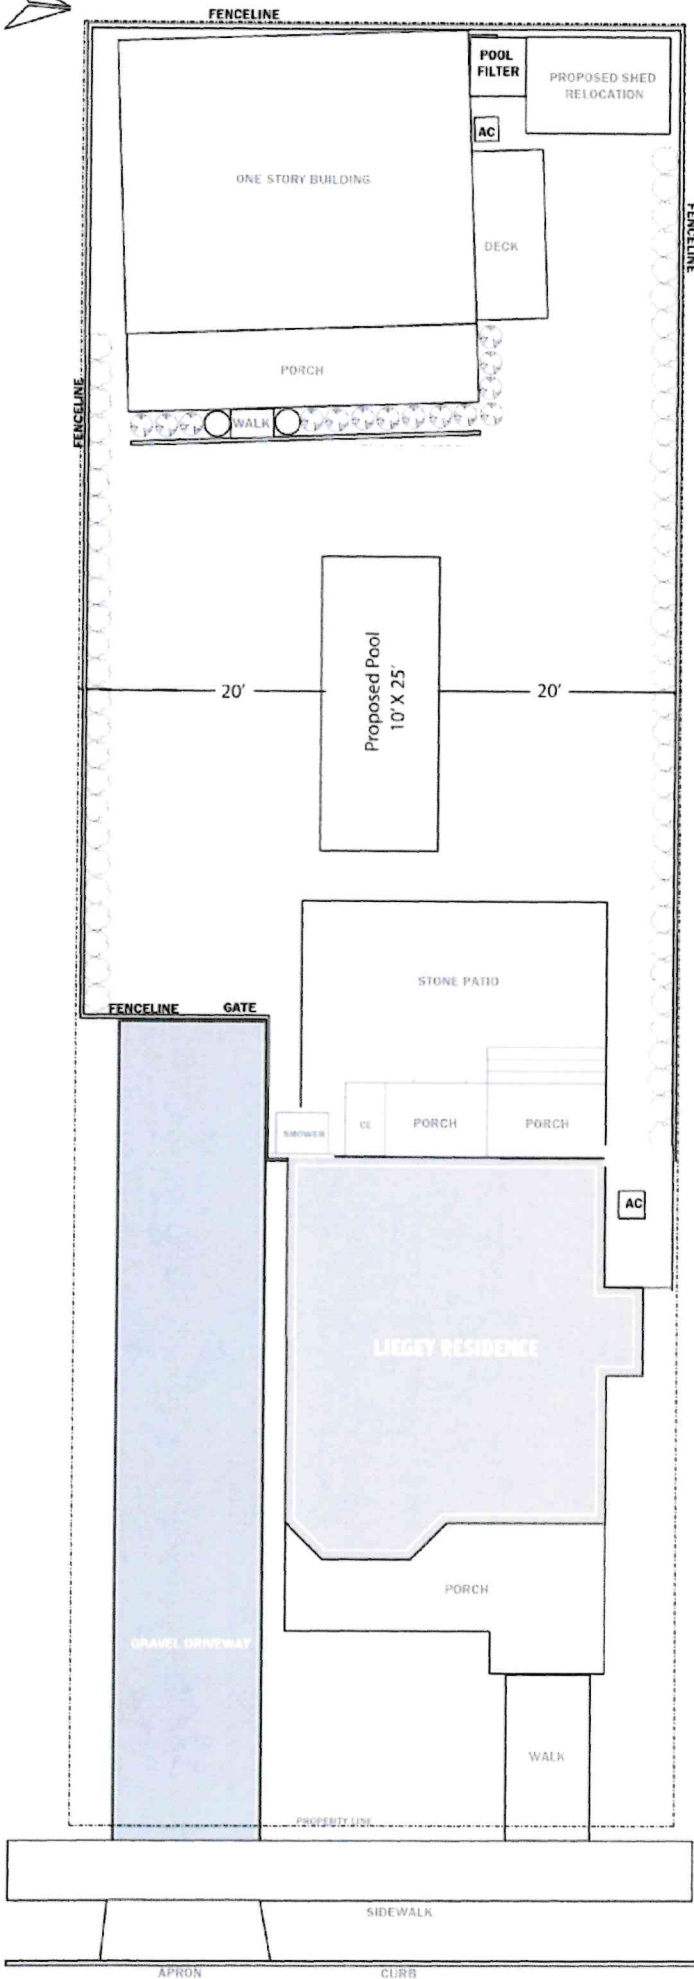 FENCELINE
POOL
FILTER
PROPOSED SHED
RELOCATION
AC
ONE STORY BUILDING
FENCELINE
DECK
PORCH
FENCELINE
WALK
Proposed Pool
10' X 25'
20'
20'
STONE PATIO
FENCELINE
GATE
SHOWER
CE
PORCH
PORCH
AC
LIEGEY RESIDENCE
PORCH
GRAVEL DRIVEWAY
WALK
PROPERTY LINE
SIDEWALK
APRON
CURB